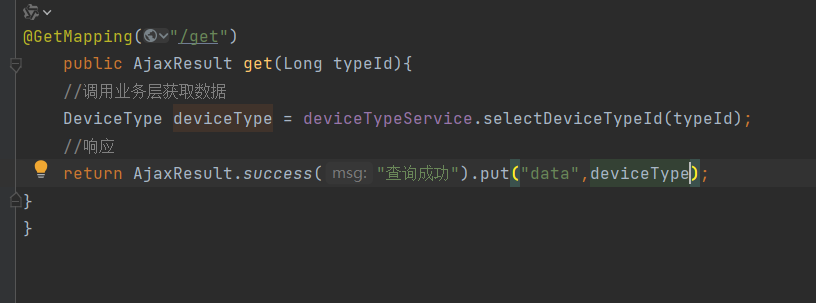 @GetMapping("/get")
public AjaxResult get(Long typeId){
//调用业务层获取数据
DeviceType deviceType = deviceTypeService.selectDeviceTypeId(typeId);
//响应
return AjaxResult.success( msg: "查询成功").put("data",deviceType);
}
}